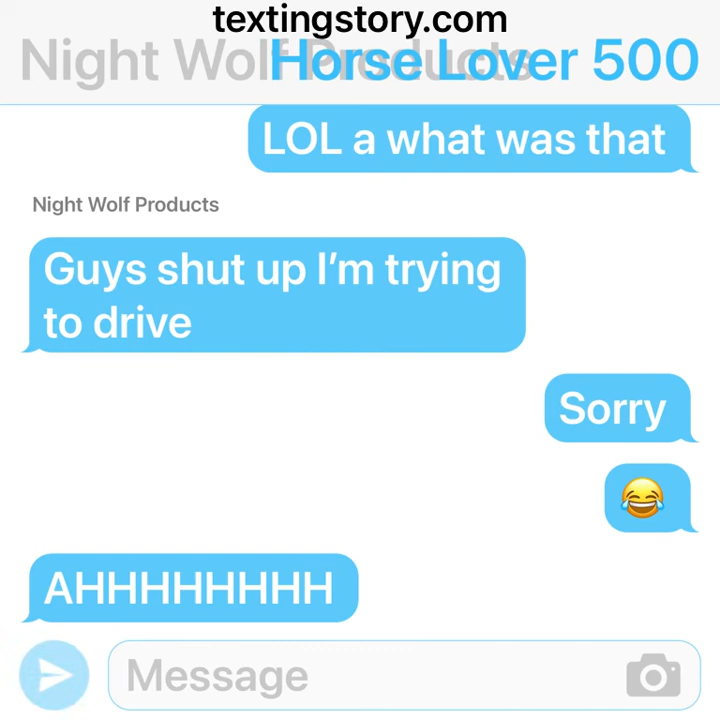 textingstory.com
Night Wolf Products Horse Lover 500
LOL a what was that
Night Wolf Products
Guys shut up I’m trying
to drive
Sorry
😂
AHHHHHHHH
Message